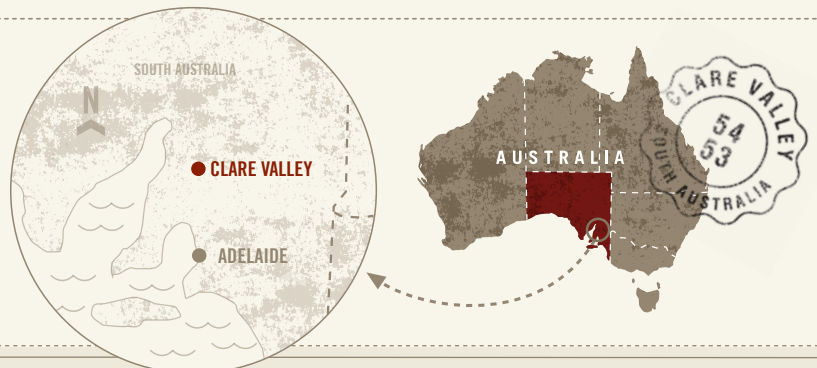 SOUTH AUSTRALIA
N
CLARE VALLEY
ADELAIDE
AUSTRALIA
CLARE VALLEY
54
53
SOUTH AUSTRALIA